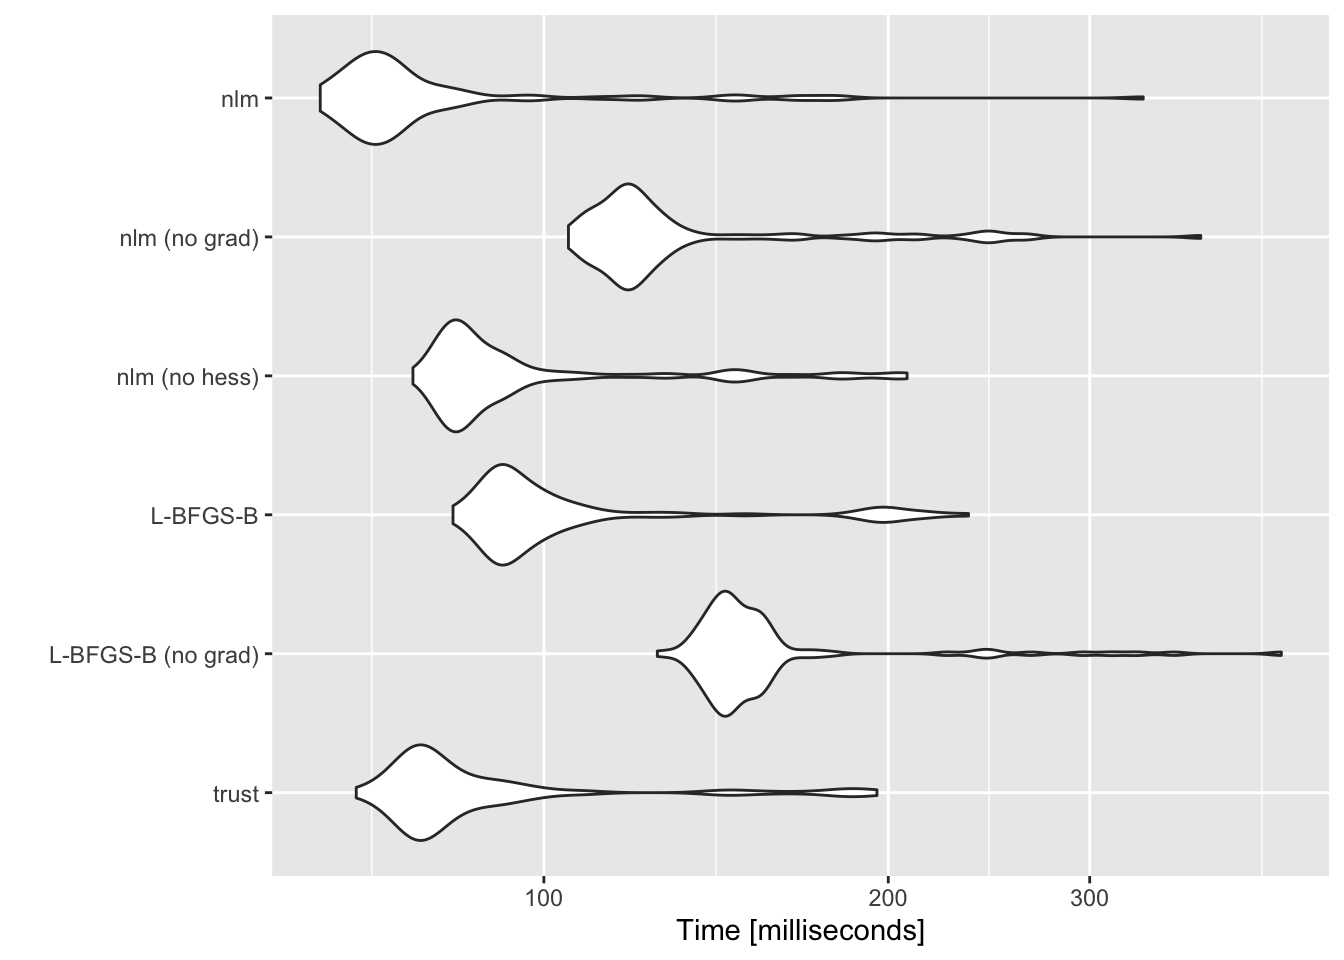 nlm
nlm (no grad)
nlm (no hess)
L-BFGS-B
L-BFGS-B (no grad)
trust
100 200 300
Time [milliseconds]